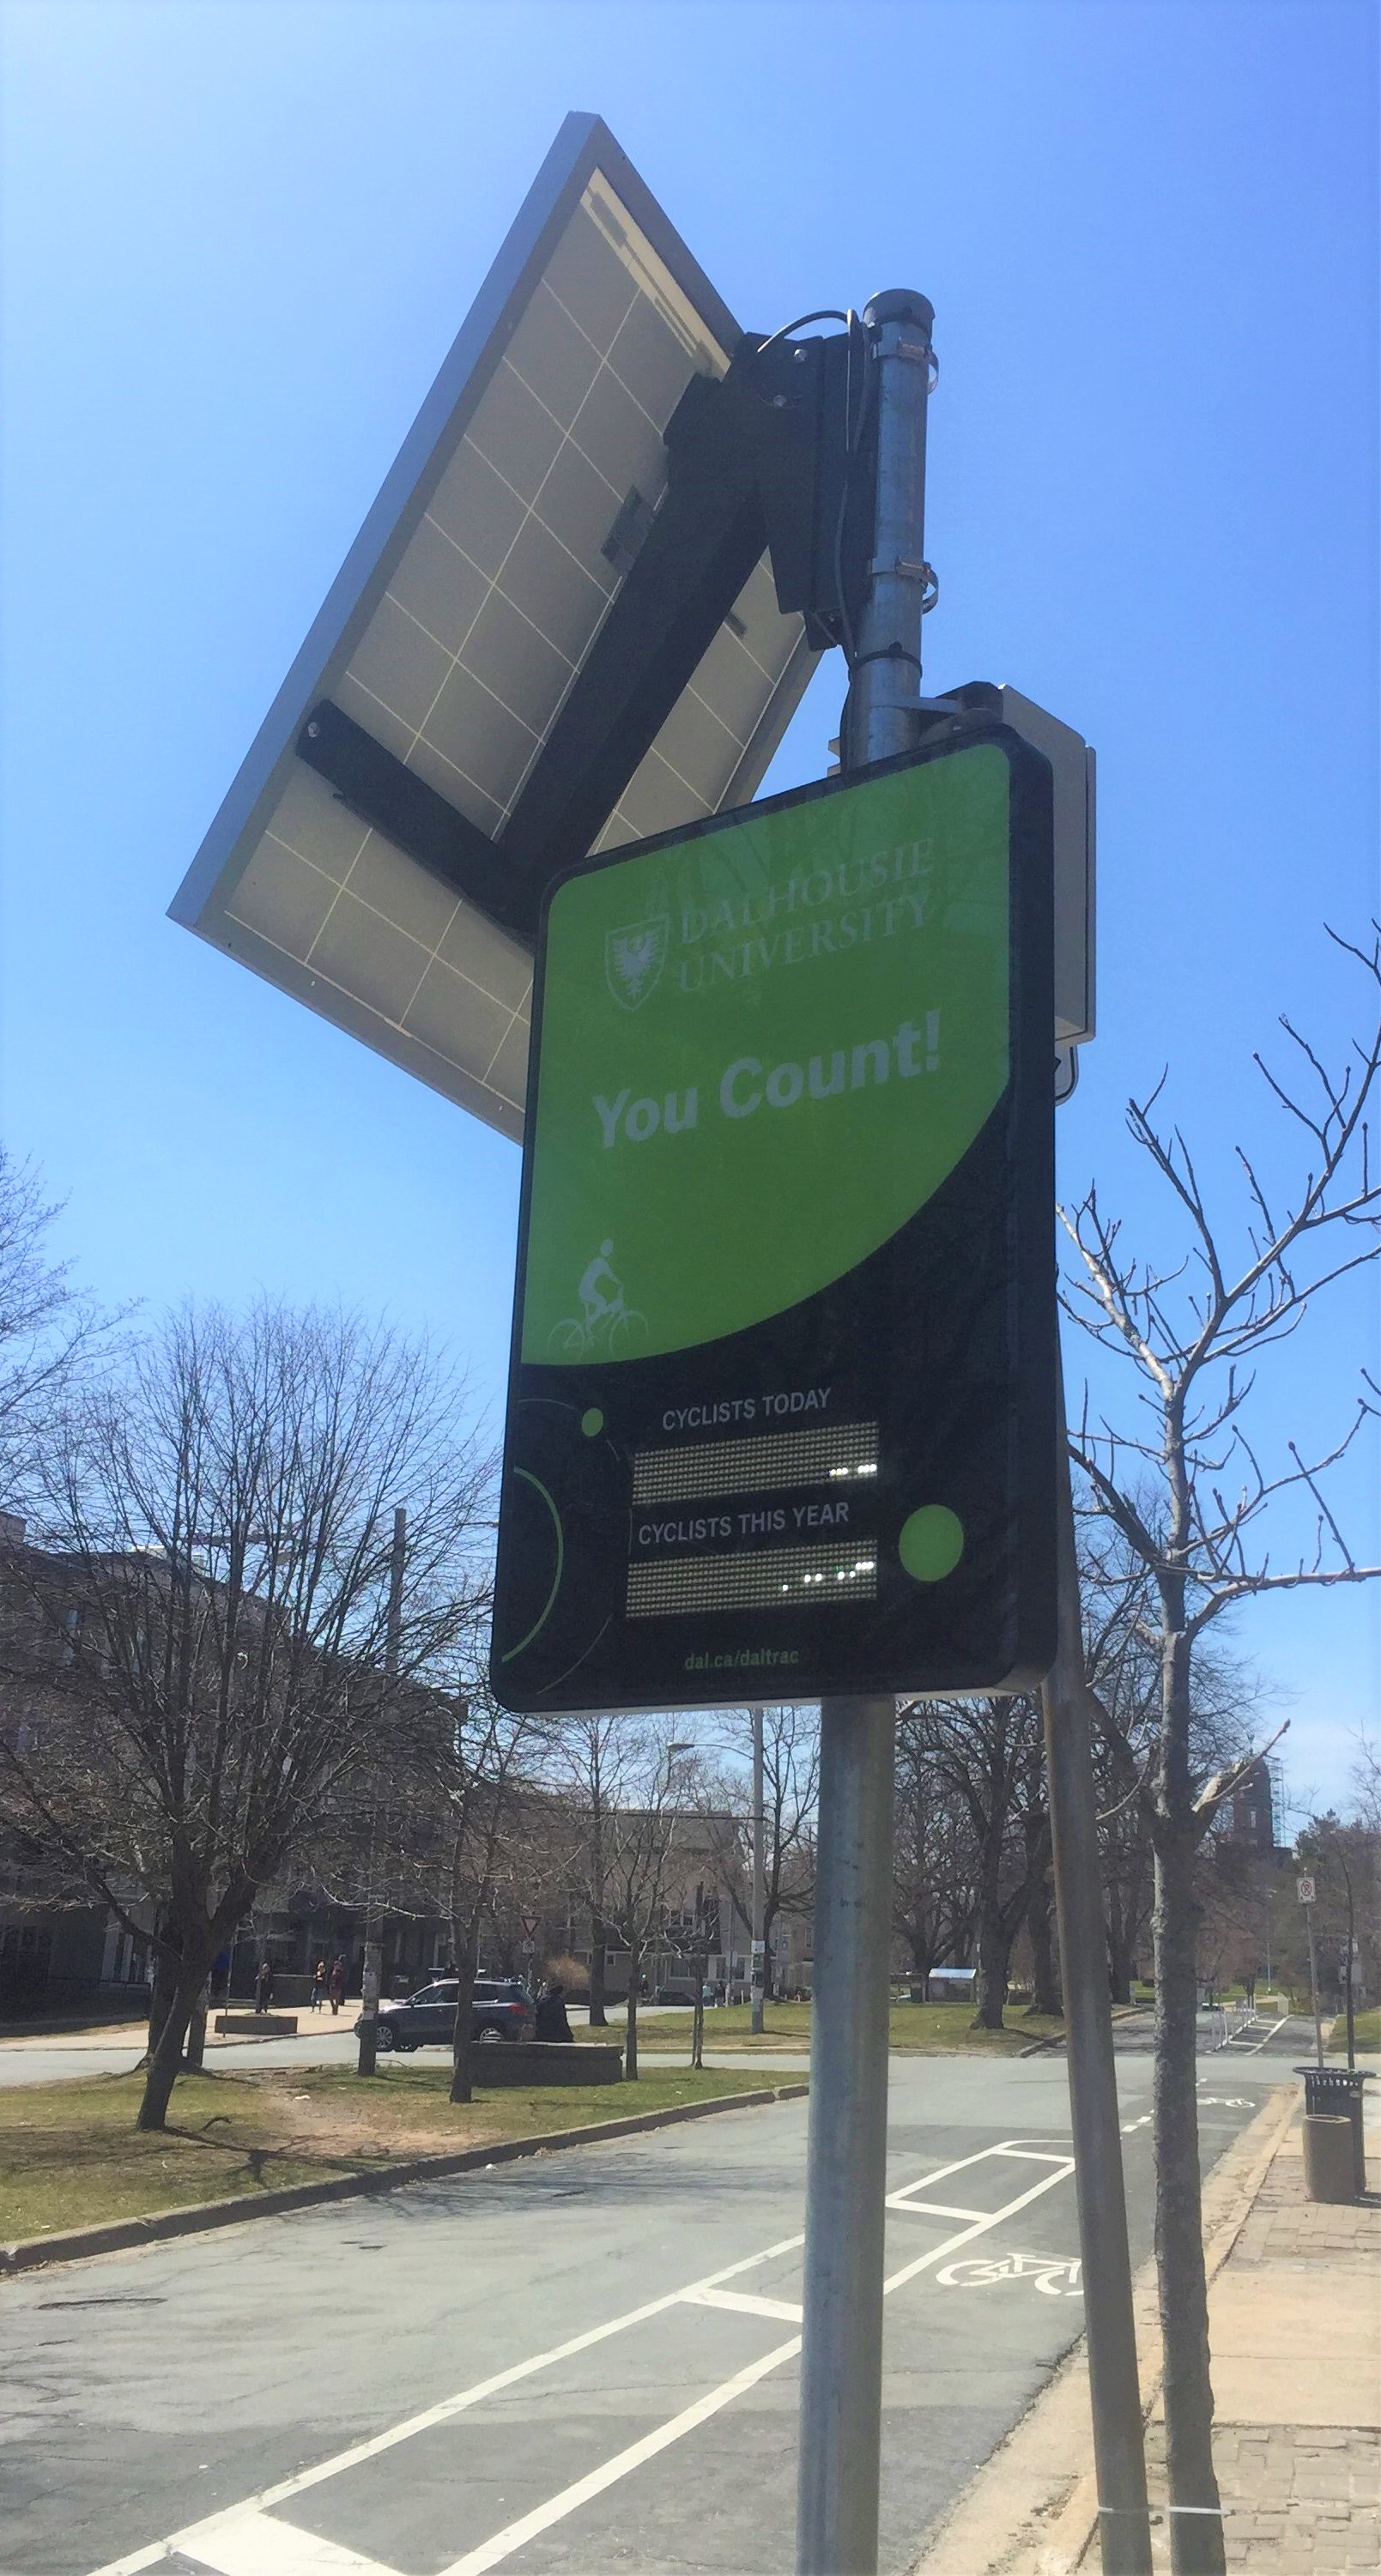 DALHOUSIE
UNIVERSITY
You Count!
CYCLISTS TODAY
CYCLISTS THIS YEAR
dal.ca/daltrac